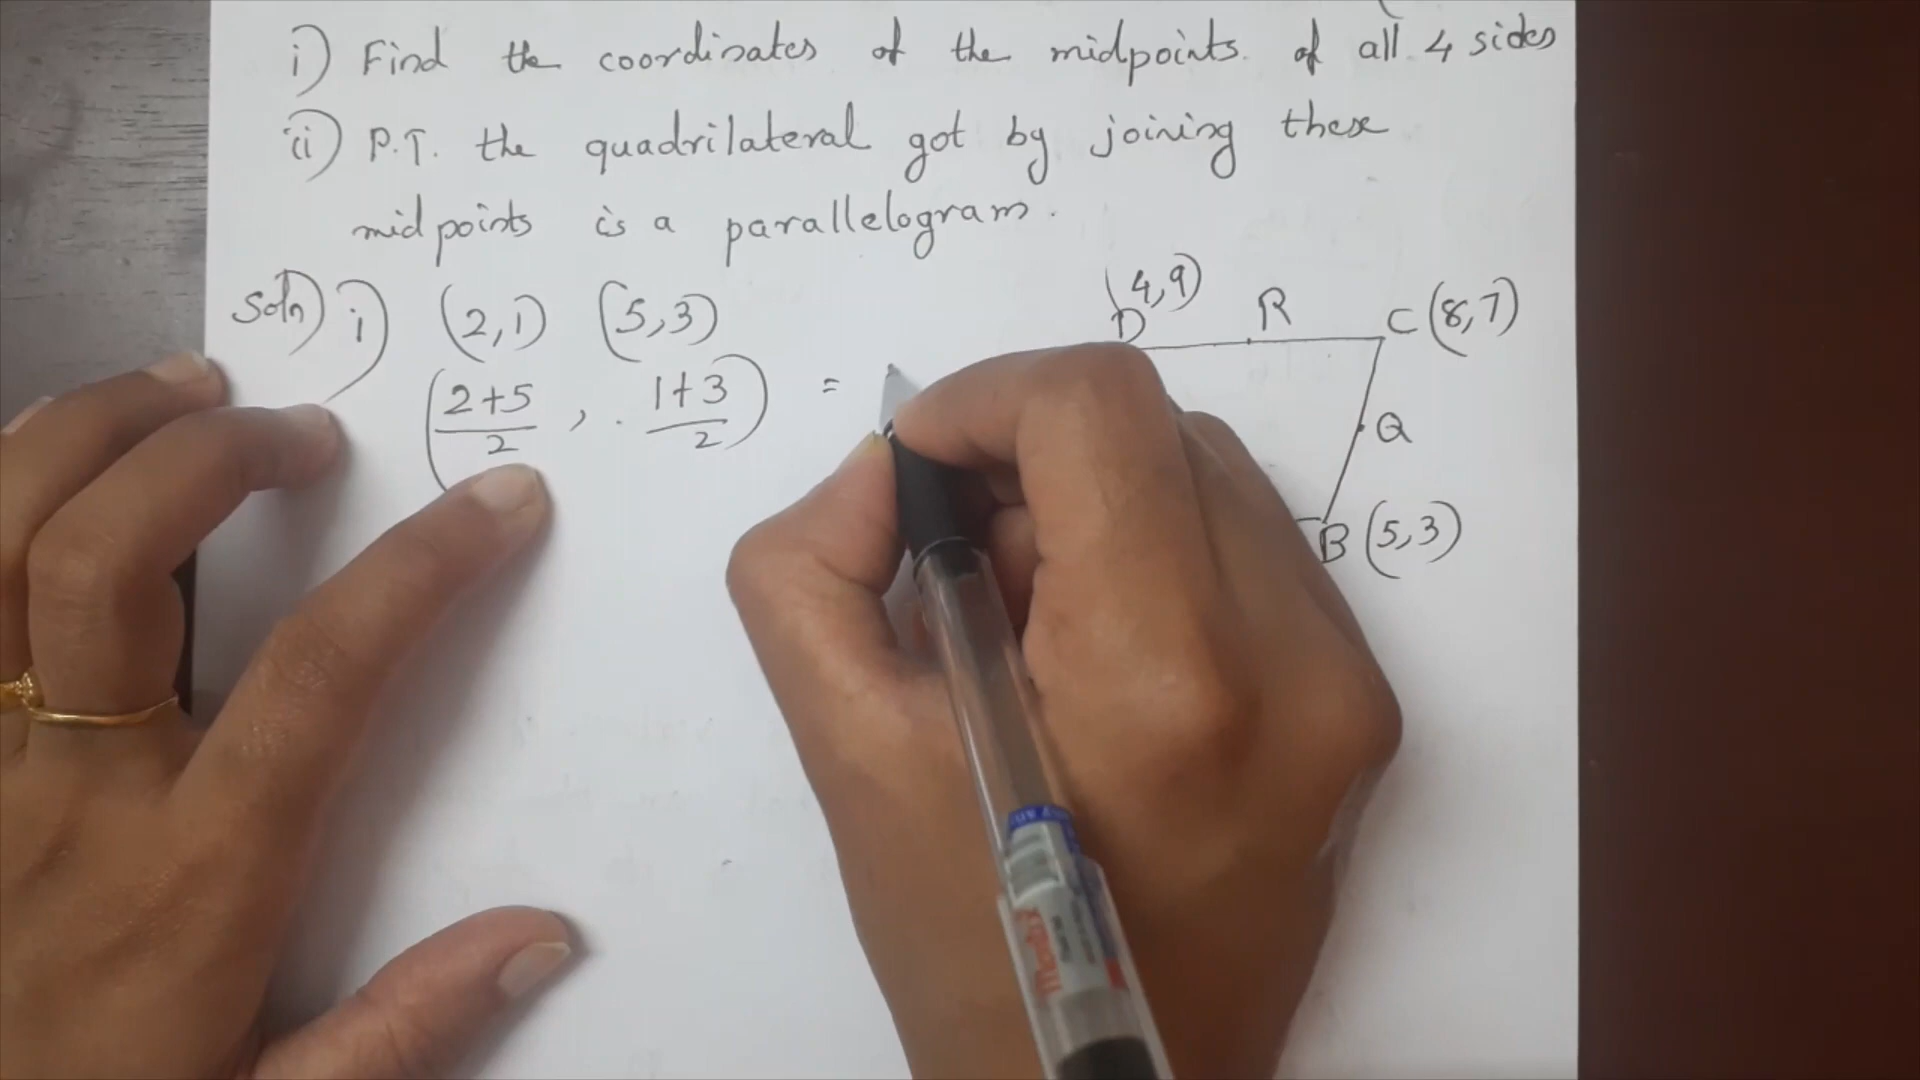 i) Find the coordinates of the midpoints of all 4 sides
ii) P.T. the quadrilateral got by joining these
midpoints is a parallelogram.
Soln) i) (2,1) (5,3)
(2+5/2, 1+3/2) =
(4,9)
D R C (8,7)
Q
B (5,3)